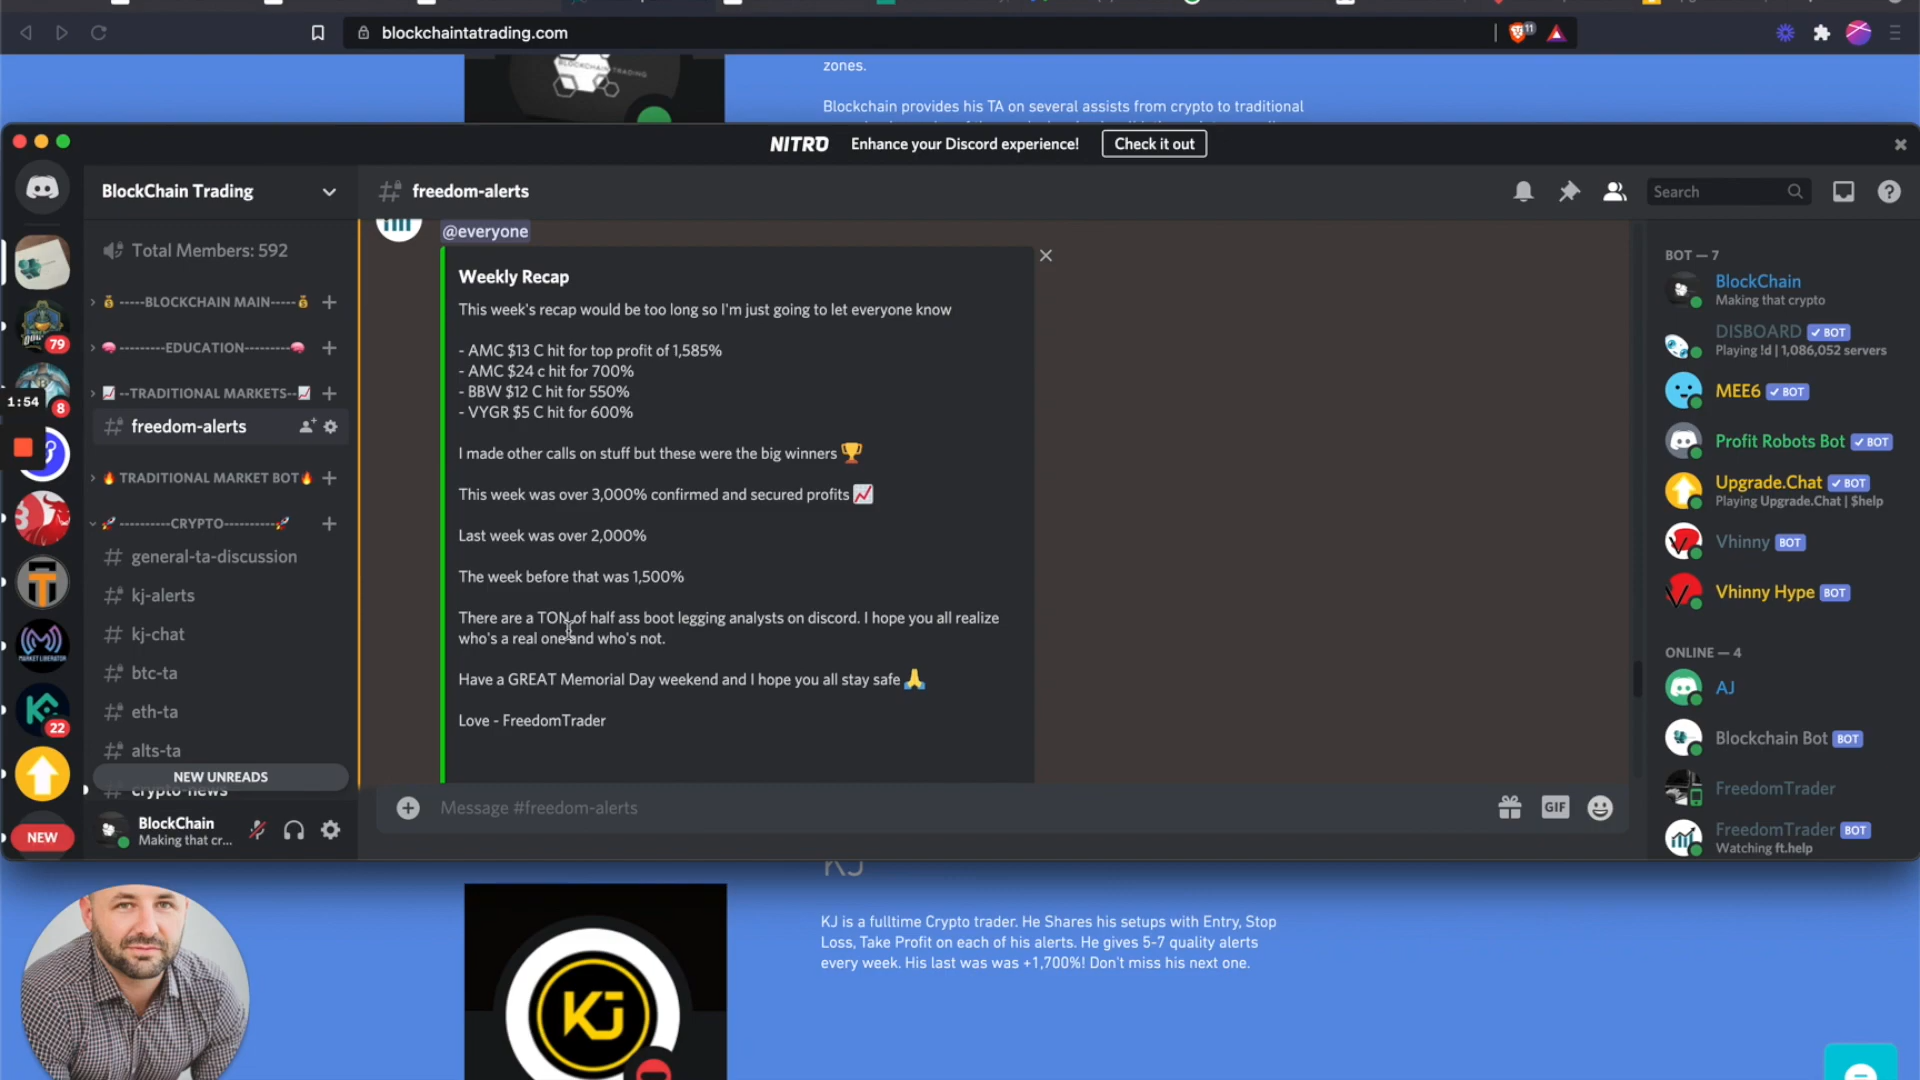 blockchaintatrading.com
11
BLOCKCHAIN TRADING
zones.
Blockchain provides his TA on several assists from crypto to traditional
NITRO Enhance your Discord experience! Check it out
BlockChain Trading
freedom-alerts
Search
Total Members: 592
-----BLOCKCHAIN MAIN-----
---------EDUCATION---------
--TRADITIONAL MARKETS--
freedom-alerts
TRADITIONAL MARKET BOT
----------CRYPTO----------
general-ta-discussion
kj-alerts
kj-chat
btc-ta
eth-ta
alts-ta
NEW UNREADS
crypto-news
79
8
1:54
22
NEW
MARKET LIBERATOR
BlockChain
Making that cr...
@everyone
Weekly Recap
This week's recap would be too long so I'm just going to let everyone know
- AMC $13 C hit for top profit of 1,585%
- AMC $24 c hit for 700%
- BBW $12 C hit for 550%
- VYGR $5 C hit for 600%
I made other calls on stuff but these were the big winners 🏆
This week was over 3,000% confirmed and secured profits 📈
Last week was over 2,000%
The week before that was 1,500%
There are a TON of half ass boot legging analysts on discord. I hope you all realize
who's a real one and who's not.
Have a GREAT Memorial Day weekend and I hope you all stay safe 🙏
Love - FreedomTrader
Message #freedom-alerts
GIF
BOT — 7
BlockChain
Making that crypto
DISBOARD BOT
Playing !d | 1,086,052 servers
MEE6 BOT
Profit Robots Bot BOT
Upgrade.Chat BOT
Playing Upgrade.Chat | $help
Vhinny BOT
Vhinny Hype BOT
ONLINE — 4
AJ
Blockchain Bot BOT
FreedomTrader
FreedomTrader BOT
Watching ft.help
KJ
KJ is a fulltime Crypto trader. He Shares his setups with Entry, Stop
Loss, Take Profit on each of his alerts. He gives 5-7 quality alerts
every week. His last was was +1,700%! Don't miss his next one.
KJ